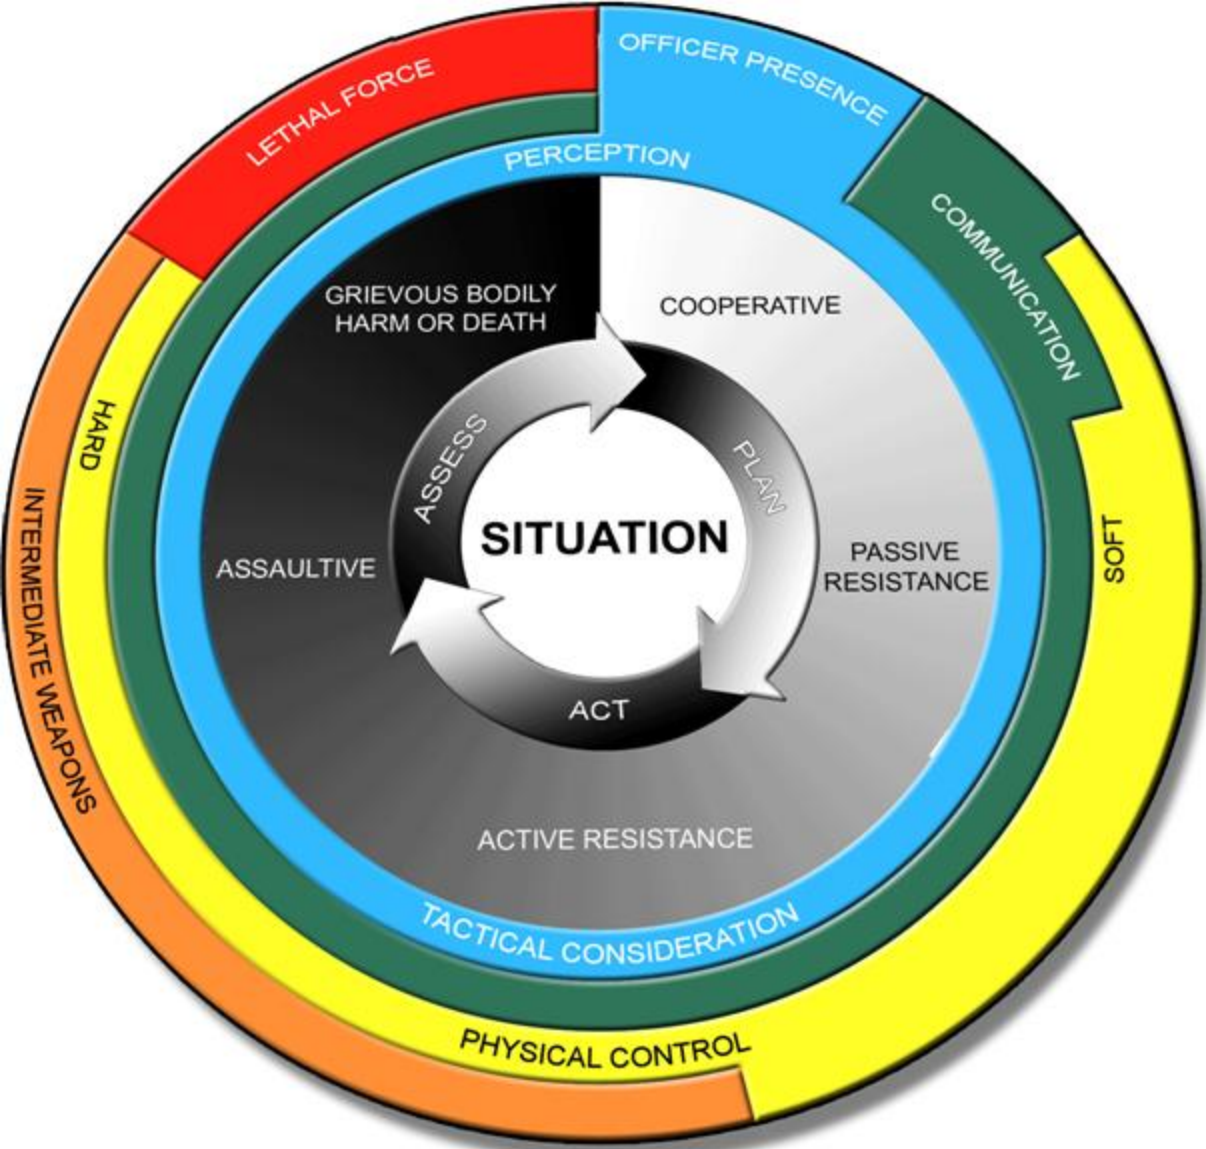 OFFICER PRESENCE
LETHAL FORCE
PERCEPTION
COMMUNICATION
GRIEVOUS BODILY
HARM OR DEATH
COOPERATIVE
HARD
ASSESS
PLAN
SITUATION
INTERMEDIATE WEAPONS
ASSAULTIVE
PASSIVE
RESISTANCE
SOFT
ACT
ACTIVE RESISTANCE
TACTICAL CONSIDERATION
PHYSICAL CONTROL